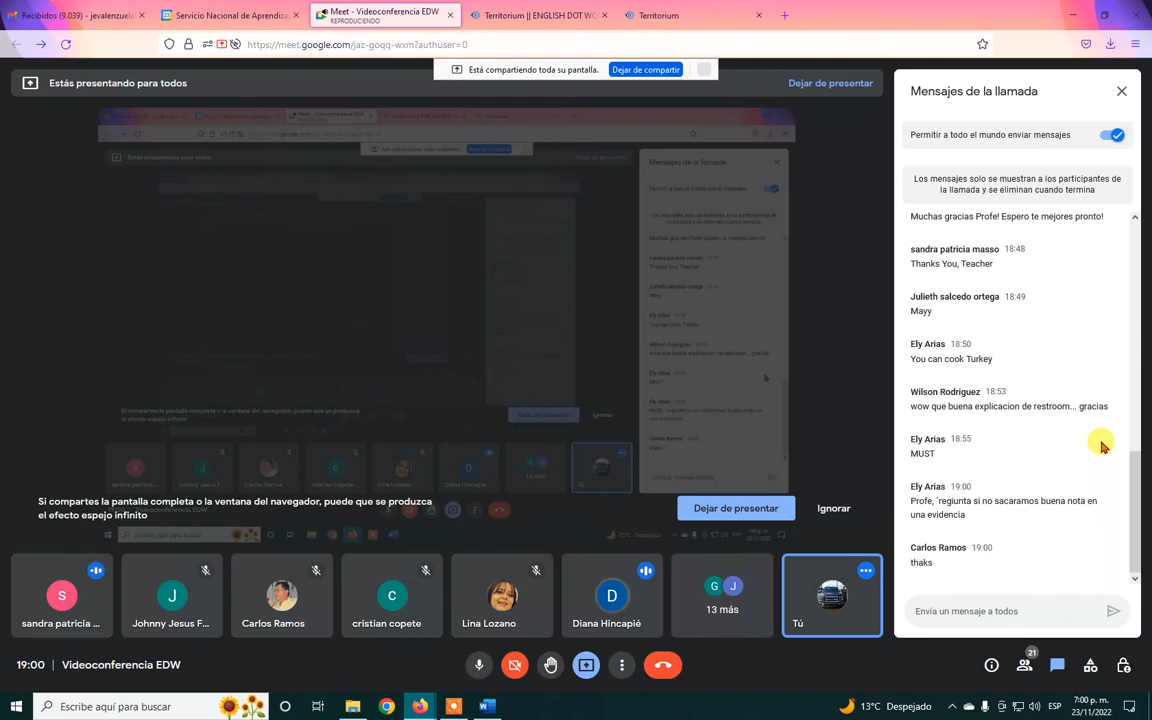 Recibidos (9.039) - jevalenzuela
Servicio Nacional de Aprendiza
Meet - Videoconferencia EDW
REPRODUCIENDO
Territorium || ENGLISH DOT WO
Territorium
https://meet.google.com/jaz-goqq-wxm?authuser=0
Está compartiendo toda su pantalla.
Dejar de compartir
Estás presentando para todos
Dejar de presentar
Mensajes de la llamada
Permitir a todo el mundo enviar mensajes
Los mensajes solo se muestran a los participantes de
la llamada y se eliminan cuando termina
Muchas gracias Profe! Espero te mejores pronto!
sandra patricia masso 18:48
Thanks You, Teacher
Julieth salcedo ortega 18:49
Mayy
Ely Arias 18:50
You can cook Turkey
Wilson Rodriguez 18:53
wow que buena explicacion de restroom... gracias
Ely Arias 18:55
MUST
Ely Arias 19:00
Profe, ´regiunta si no sacaramos buena nota en
una evidencia
Carlos Ramos 19:00
thaks
Envía un mensaje a todos
Si compartes la pantalla completa o la ventana del navegador, puede que se produzca
el efecto espejo infinito
Dejar de presentar
Ignorar
s
sandra patricia ...
J
Johnny Jesus F...
Carlos Ramos
c
cristian copete
Lina Lozano
D
Diana Hincapié
G J
13 más
Tú
19:00 Videoconferencia EDW
21
Escribe aquí para buscar
13°C Despejado
ESP
7:00 p. m.
23/11/2022